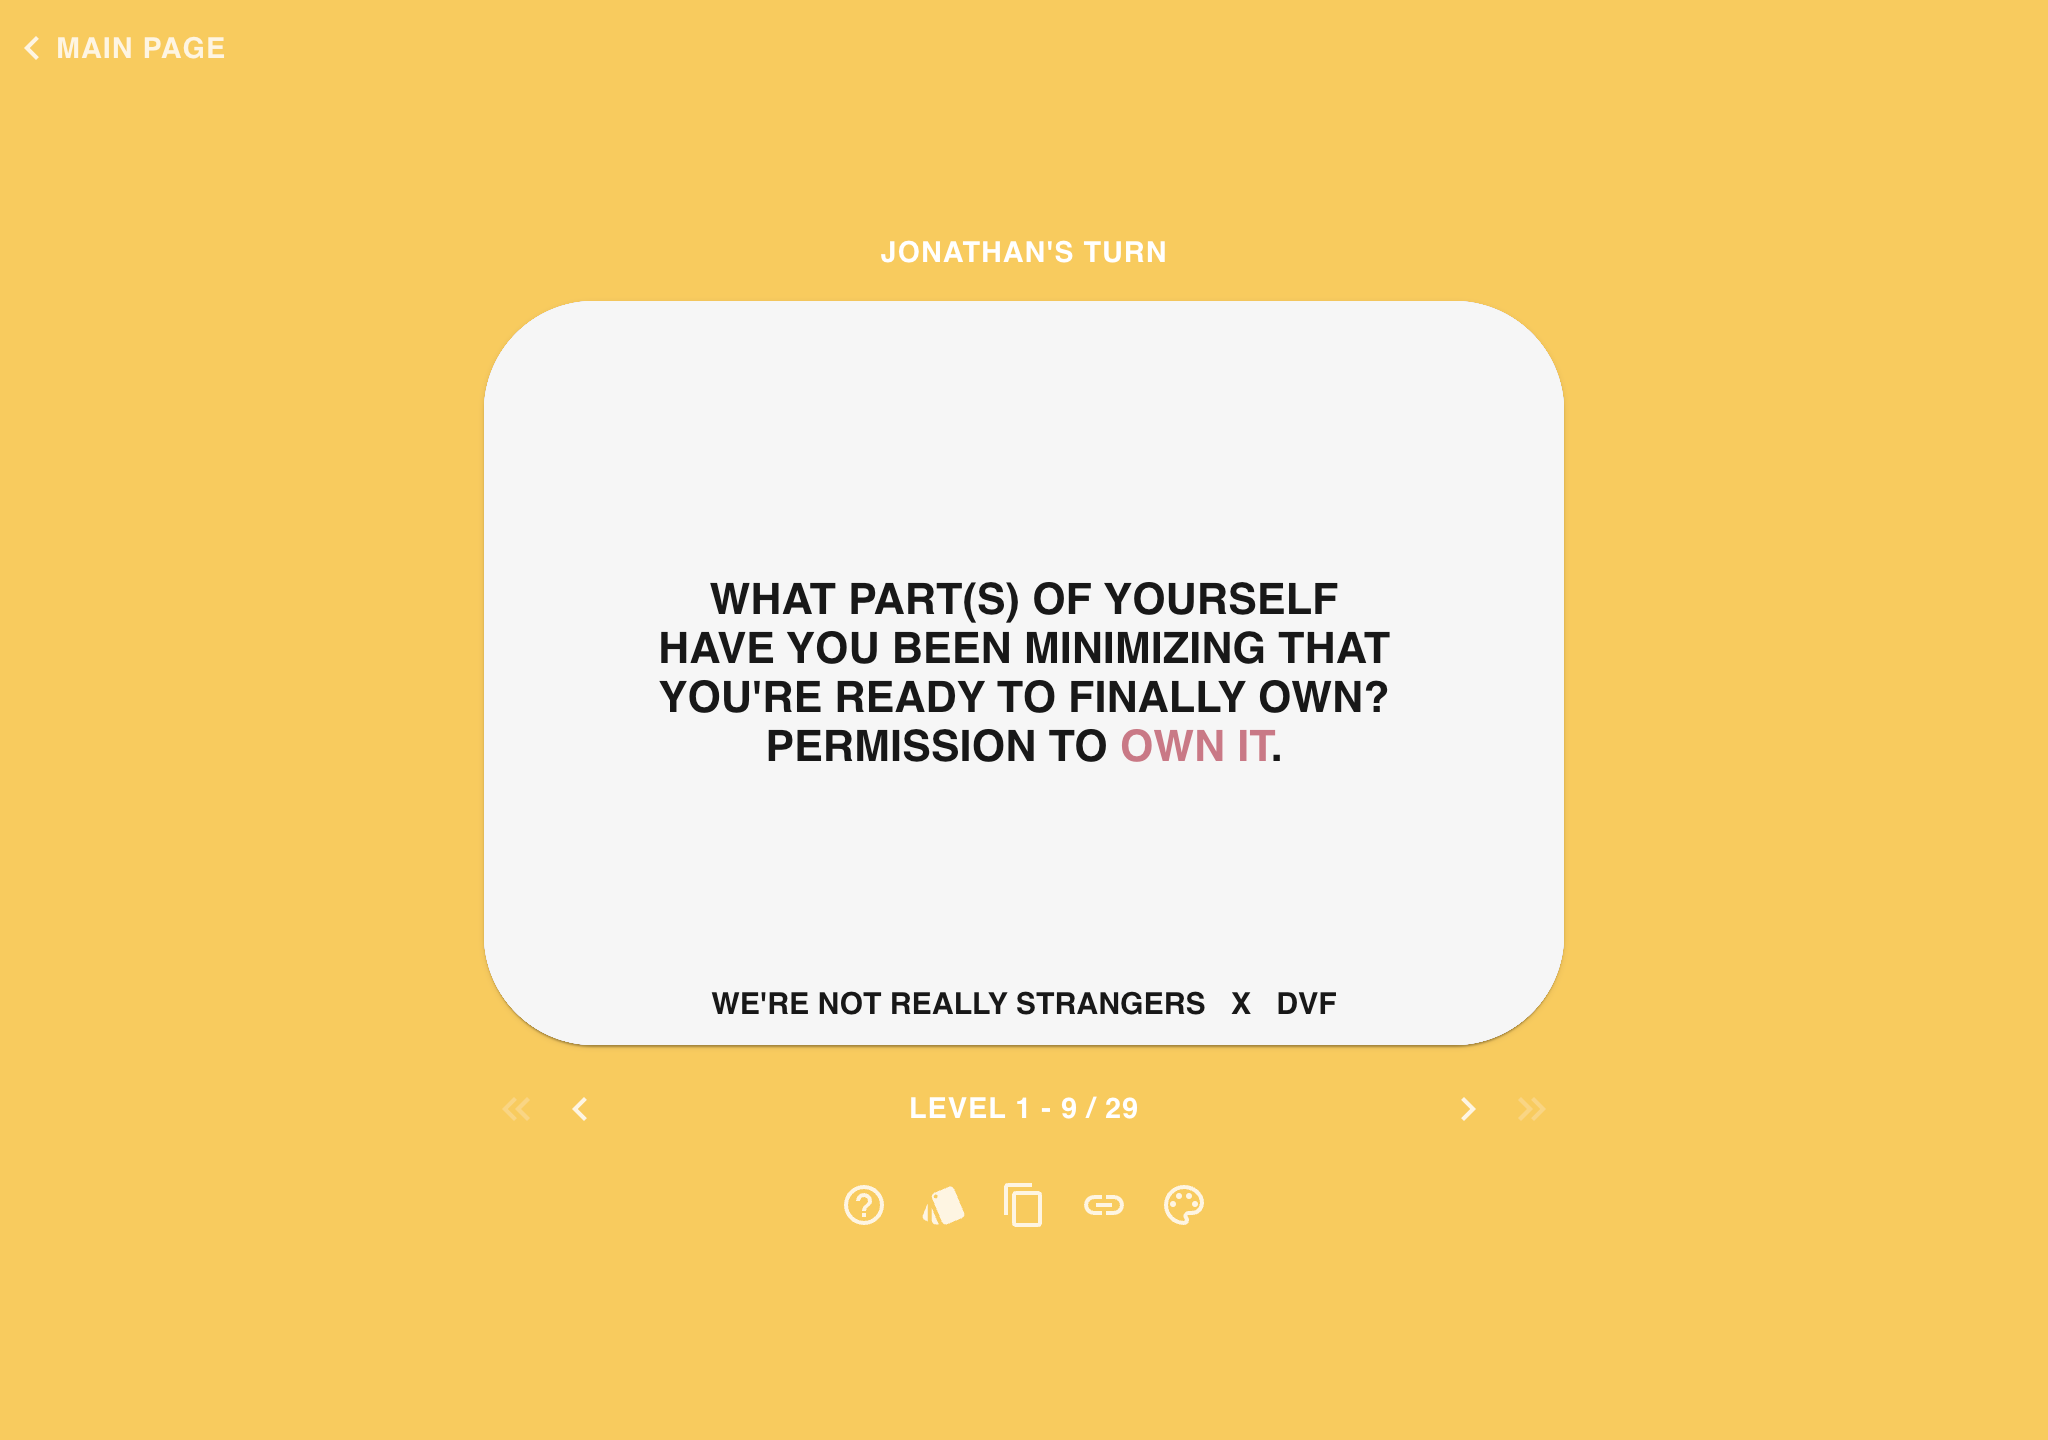 MAIN PAGE
JONATHAN'S TURN
WHAT PART(S) OF YOURSELF
HAVE YOU BEEN MINIMIZING THAT
YOU'RE READY TO FINALLY OWN?
PERMISSION TO OWN IT.
WE'RE NOT REALLY STRANGERS X DVF
LEVEL 1 - 9 / 29